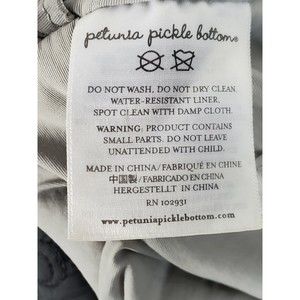 petunia pickle bottom®
DO NOT WASH, DO NOT DRY CLEAN
WATER-RESISTANT LINER,
SPOT CLEAN WITH DAMP CLOTH.
WARNING: PRODUCT CONTAINS
SMALL PARTS. DO NOT LEAVE
UNATTENDED WITH CHILD.
MADE IN CHINA/ FABRIQUÉ EN CHINE
中国製/ FABRICADO EN CHINA
HERGESTELLT IN CHINA
RN 102931
www.petuniapicklebottom.com